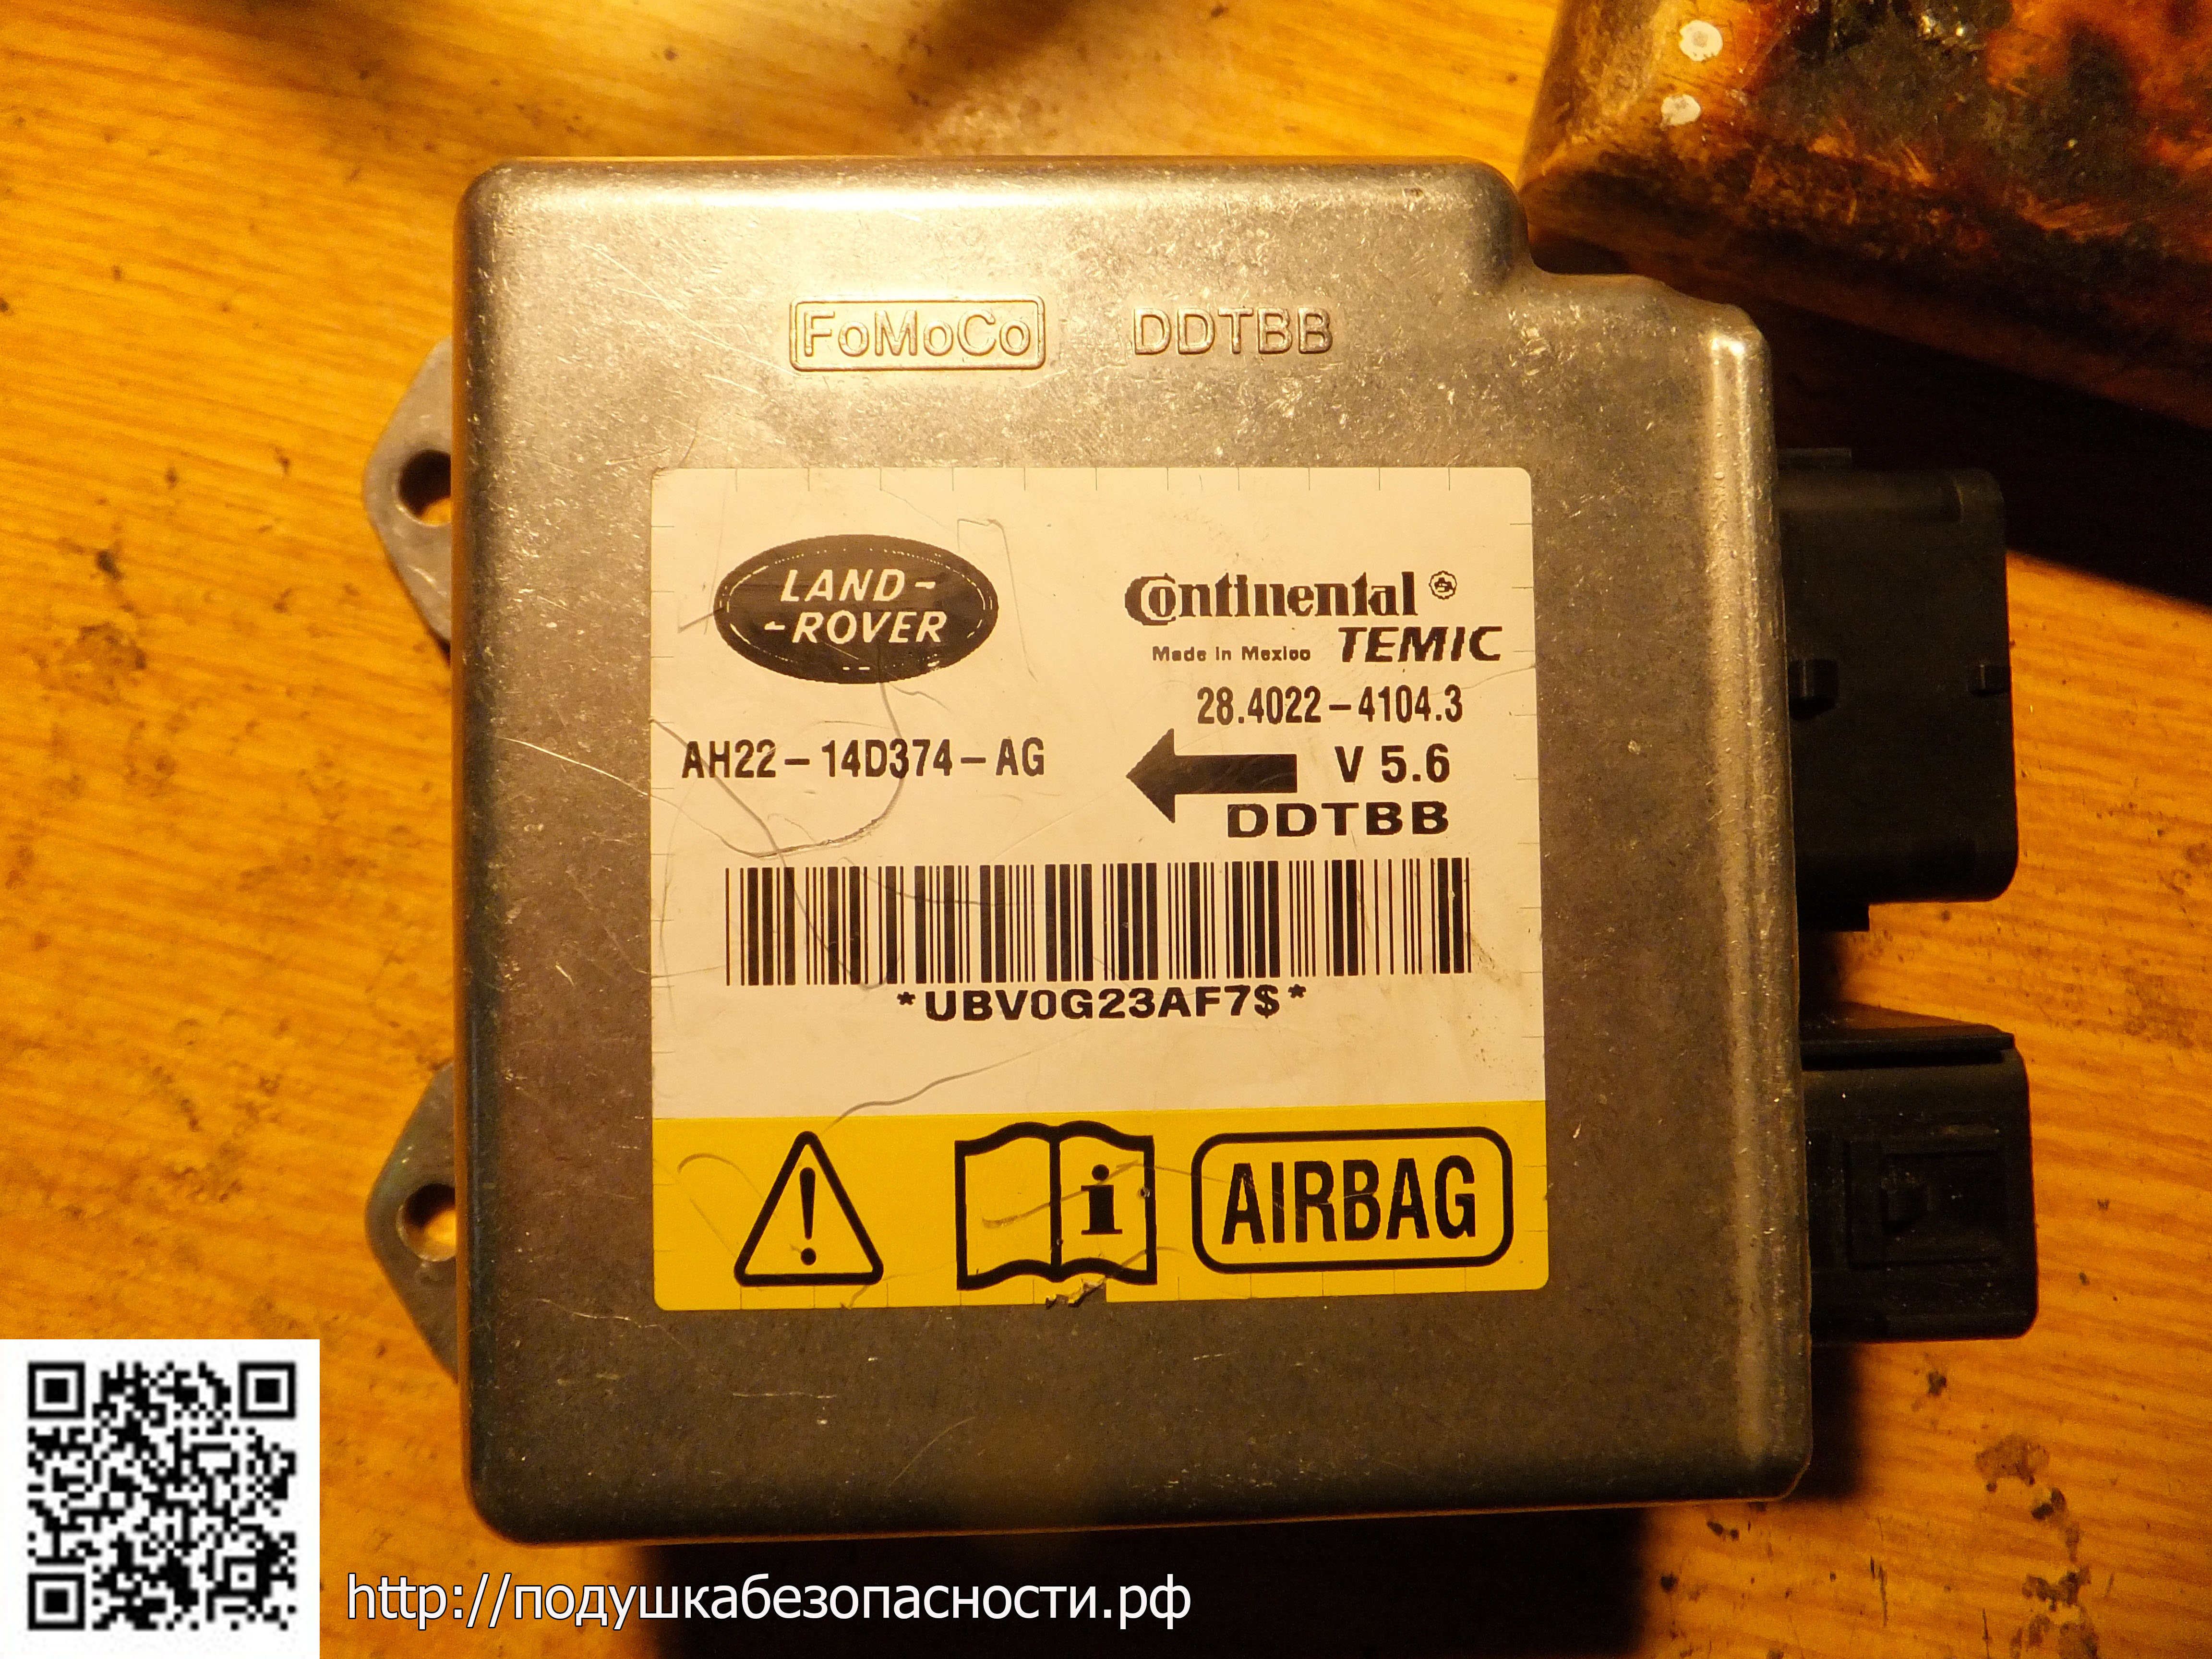 FoMoCo DDTBB
LAND-
-ROVER
Continental
Made in Mexico TEMIC
28.4022-4104.3
AH22-14D374-AG
V 5.6
DDTBB
*UBV0G23AF7$*
i
AIRBAG
http://подушкабезопасности.рф